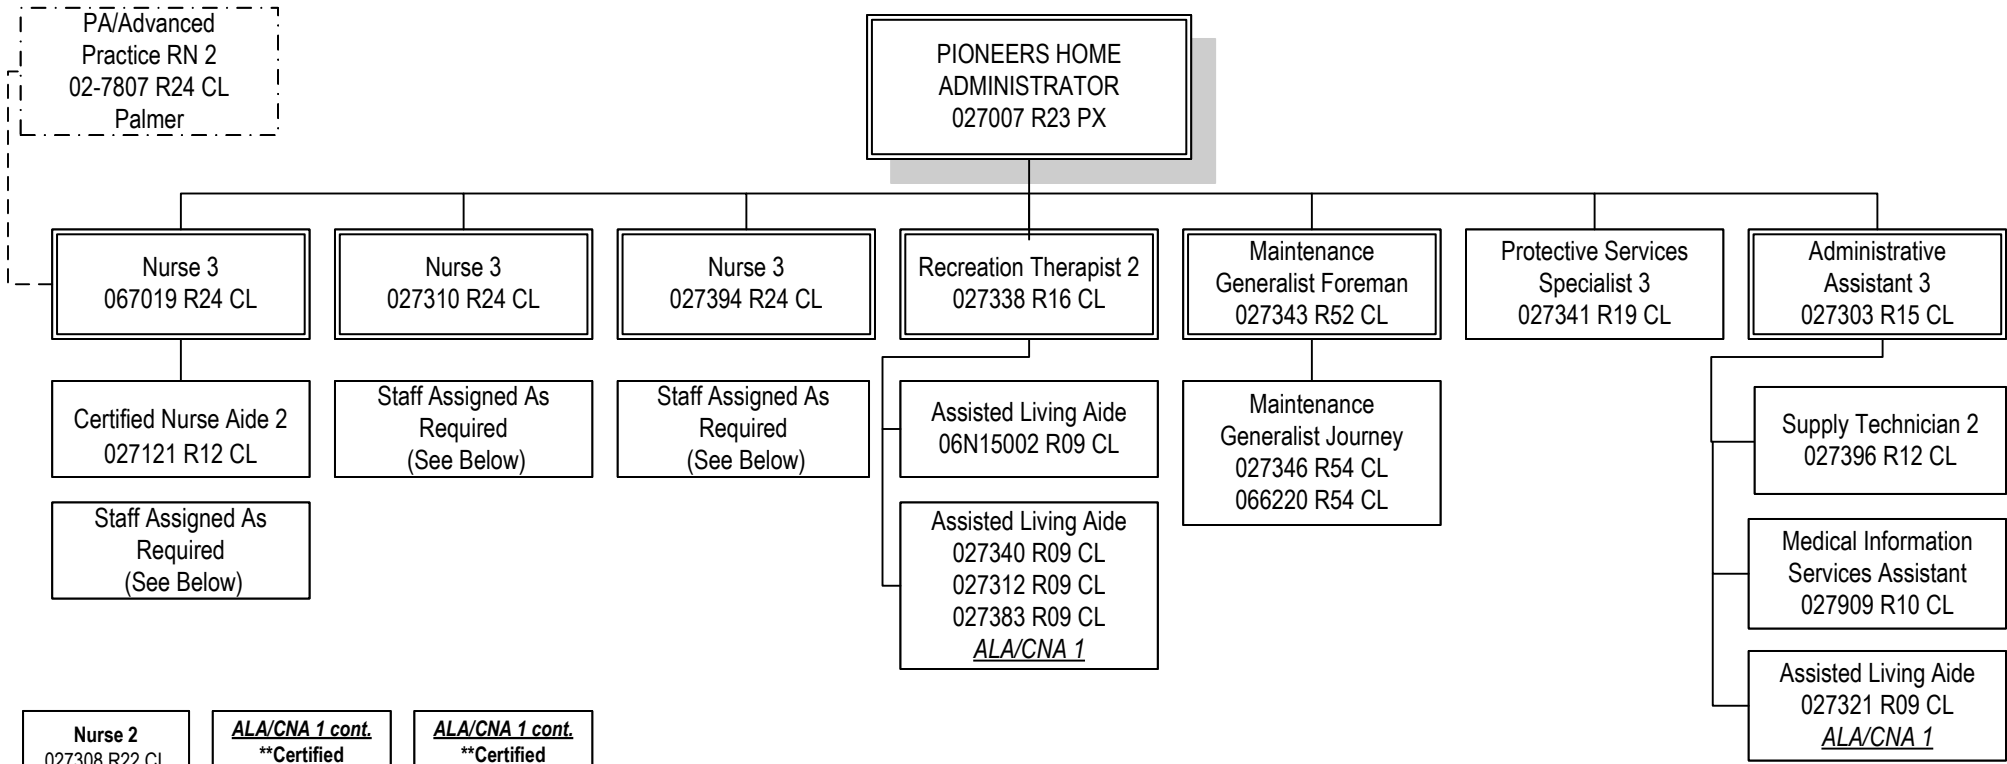 PA/Advanced
Practice RN 2
02-7807 R24 CL
Palmer
PIONEERS HOME
ADMINISTRATOR
027007 R23 PX
Nurse 3
067019 R24 CL
Nurse 3
027310 R24 CL
Nurse 3
027394 R24 CL
Recreation Therapist 2
027338 R16 CL
Maintenance
Generalist Foreman
027343 R52 CL
Protective Services
Specialist 3
027341 R19 CL
Administrative
Assistant 3
027303 R15 CL
Certified Nurse Aide 2
027121 R12 CL
Staff Assigned As
Required
(See Below)
Staff Assigned As
Required
(See Below)
Staff Assigned As
Required
(See Below)
Assisted Living Aide
06N15002 R09 CL
Assisted Living Aide
027340 R09 CL
027312 R09 CL
027383 R09 CL
ALA/CNA 1
Maintenance
Generalist Journey
027346 R54 CL
066220 R54 CL
Supply Technician 2
027396 R12 CL
Medical Information
Services Assistant
027909 R10 CL
Assisted Living Aide
027321 R09 CL
ALA/CNA 1
Nurse 2
027308 R22 CL
ALA/CNA 1 cont.
**Certified
ALA/CNA 1 cont.
**Certified